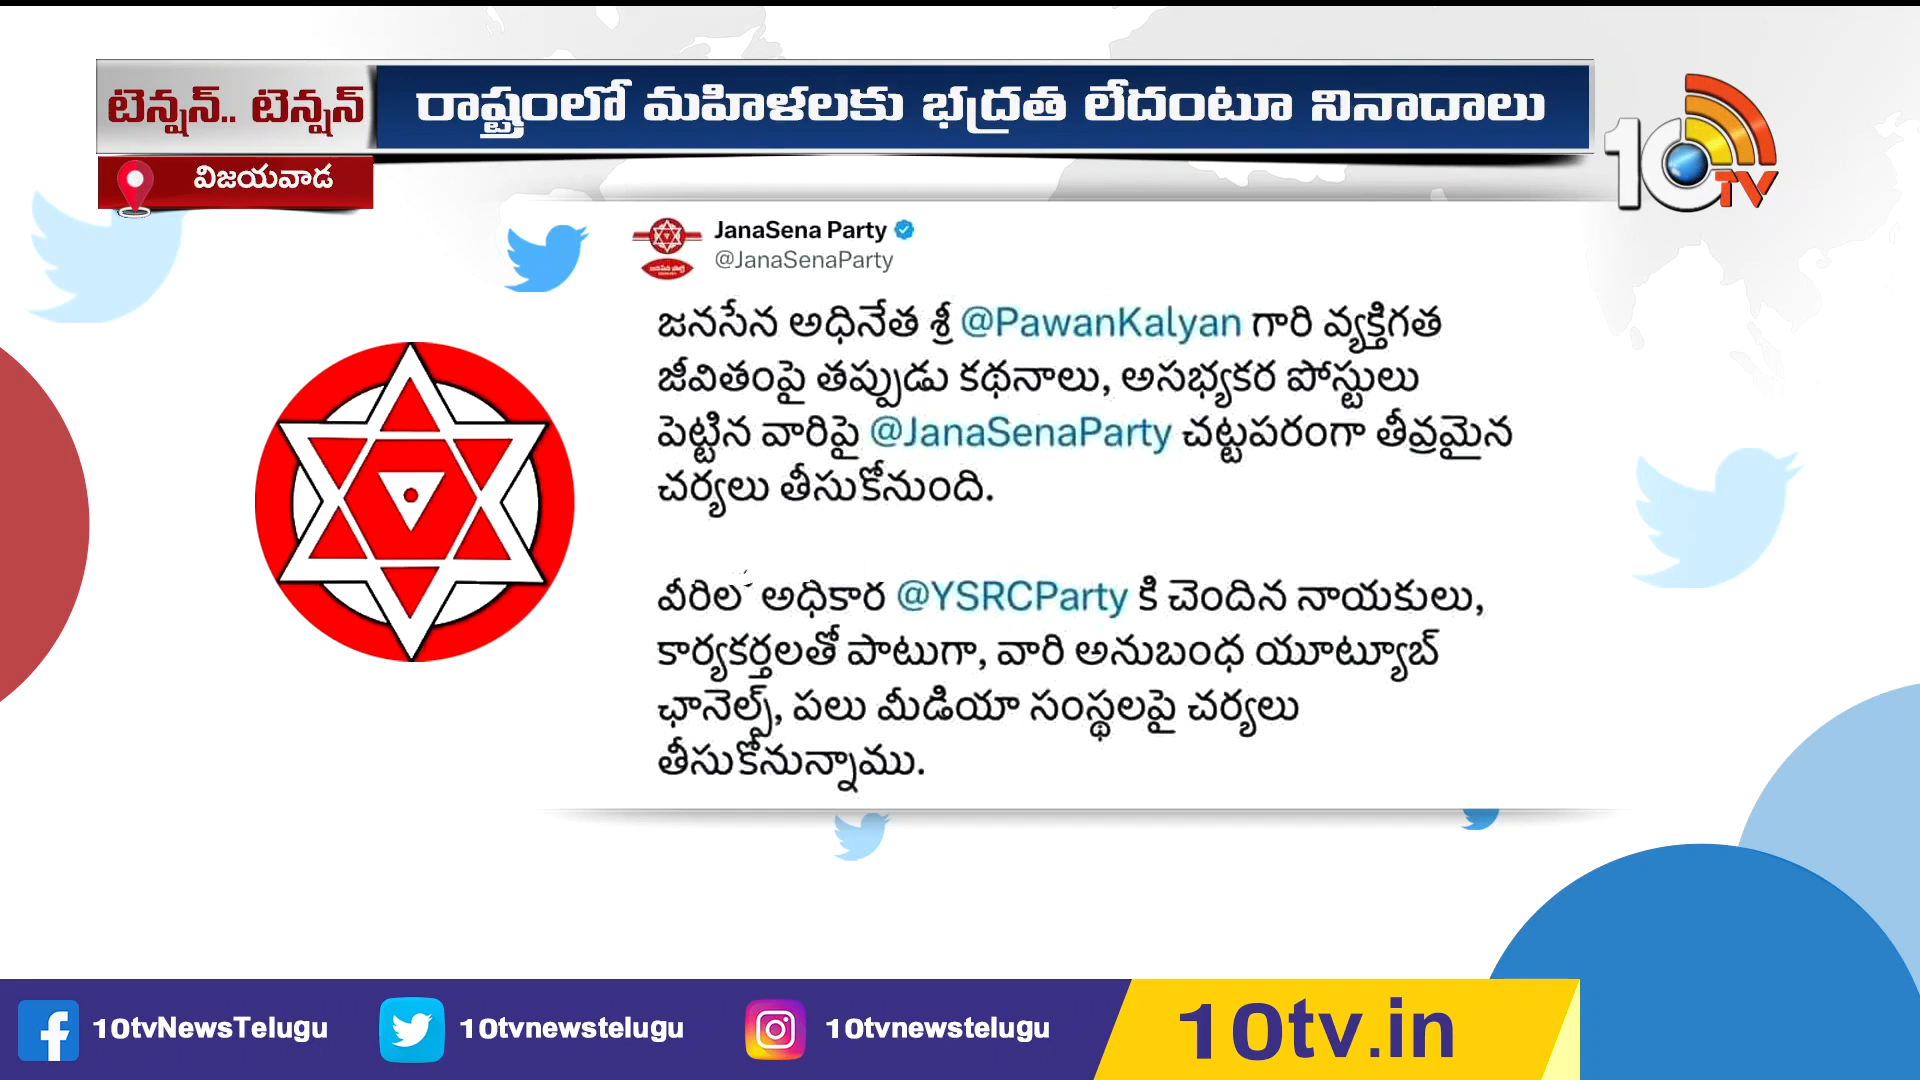 టెన్షన్.. టెన్షన్
రాష్ట్రంలో మహిళలకు భద్రత లేదంటూ నినాదాలు
విజయవాడ
10TV
JanaSena Party
@JanaSenaParty
జనసేన అధినేత శ్రీ @PawanKalyan గారి వ్యక్తిగత
జీవితంపై తప్పుడు కథనాలు, అసభ్యకర పోస్టులు
పెట్టిన వారిపై @JanaSenaParty చట్టపరంగా తీవ్రమైన
చర్యలు తీసుకోనుంది.
వీరిల అధికార @YSRCParty కి చెందిన నాయకులు,
కార్యకర్తలతో పాటుగా, వారి అనుబంధ యూట్యూబ్
ఛానెల్స్, పలు మీడియా సంస్థలపై చర్యలు
తీసుకోనున్నాము.
10tvNewsTelugu
10tvnewstelugu
10tvnewstelugu
10tv.in